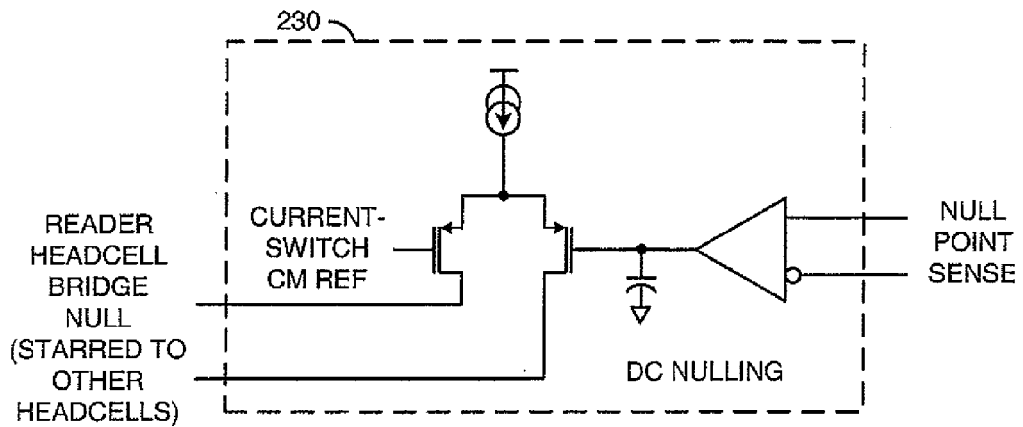 230
CURRENT-
SWITCH
CM REF
READER
HEADCELL
BRIDGE
NULL
(STARRED TO
OTHER
HEADCELLS)
NULL
POINT
SENSE
DC NULLING